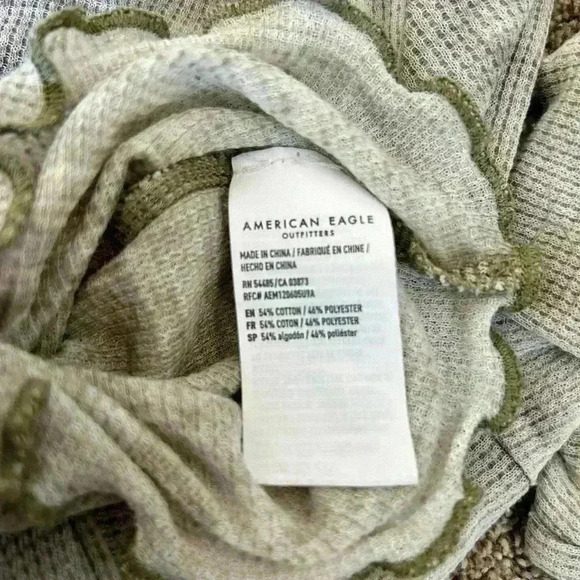 AMERICAN EAGLE
OUTFITTERS
MADE IN CHINA / FABRIQUÉ EN CHINE /
HECHO EN CHINA
RN 54485/CA 03873
RFC# AEM120605U7A
EN 54% COTTON / 46% POLYESTER
FR 54% COTON / 46% POLYESTER
SP 54% algodón / 46% poliéster